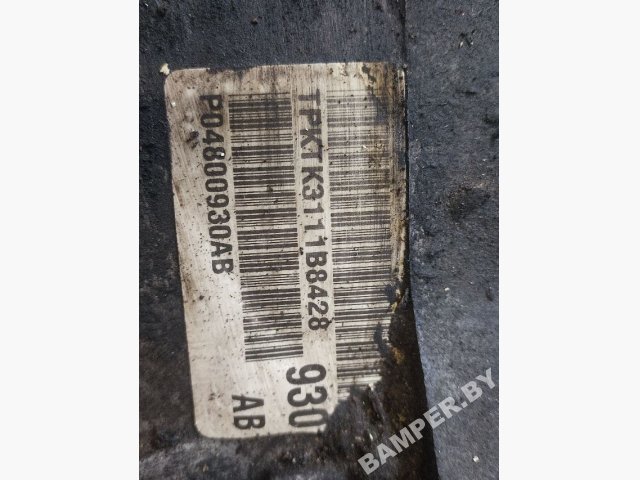 TPKTK3111B8428
P04800930AB
930
AB
BAMPER.BY